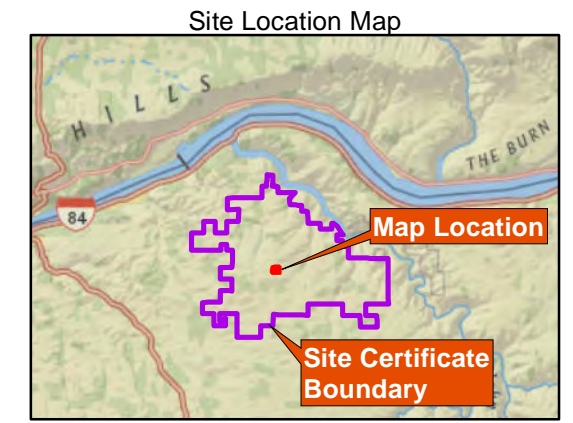 Site Location Map
HILLS
THE BURN
84
Map Location
Site Certificate
Boundary